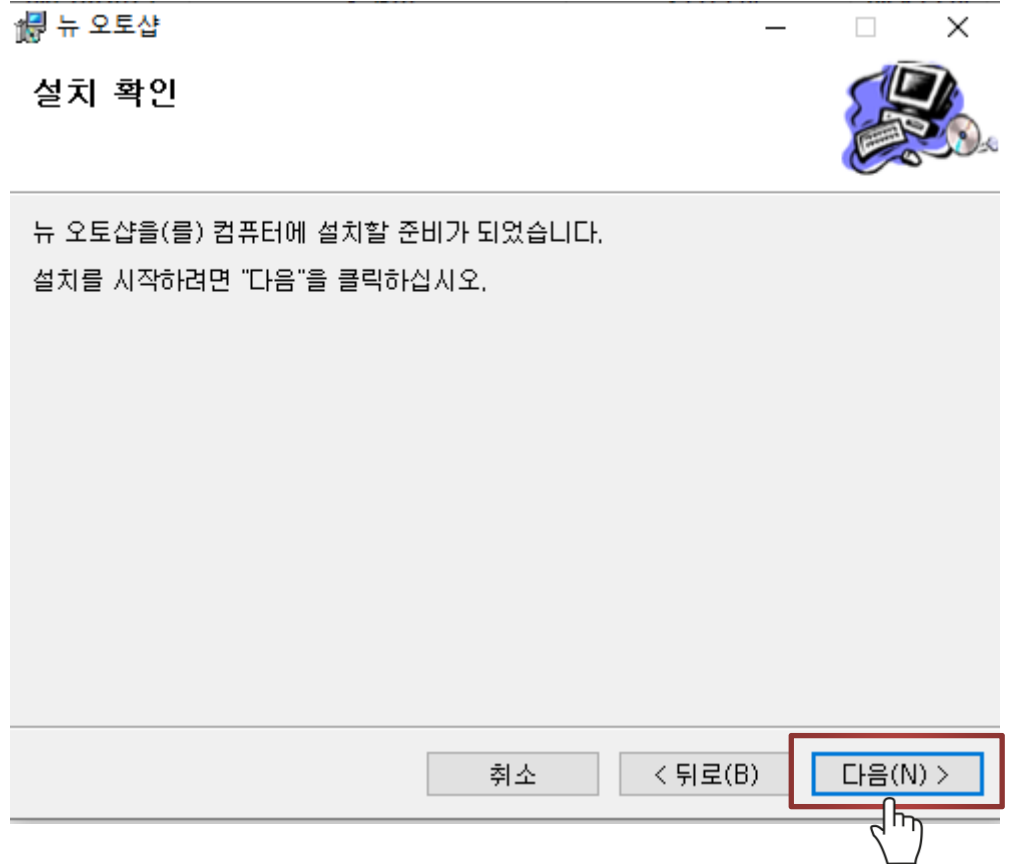 뉴 오토샵
설치 확인
뉴 오토샵을(를) 컴퓨터에 설치할 준비가 되었습니다.
설치를 시작하려면 "다음"을 클릭하십시오.
취소
< 뒤로(B)
다음(N) >